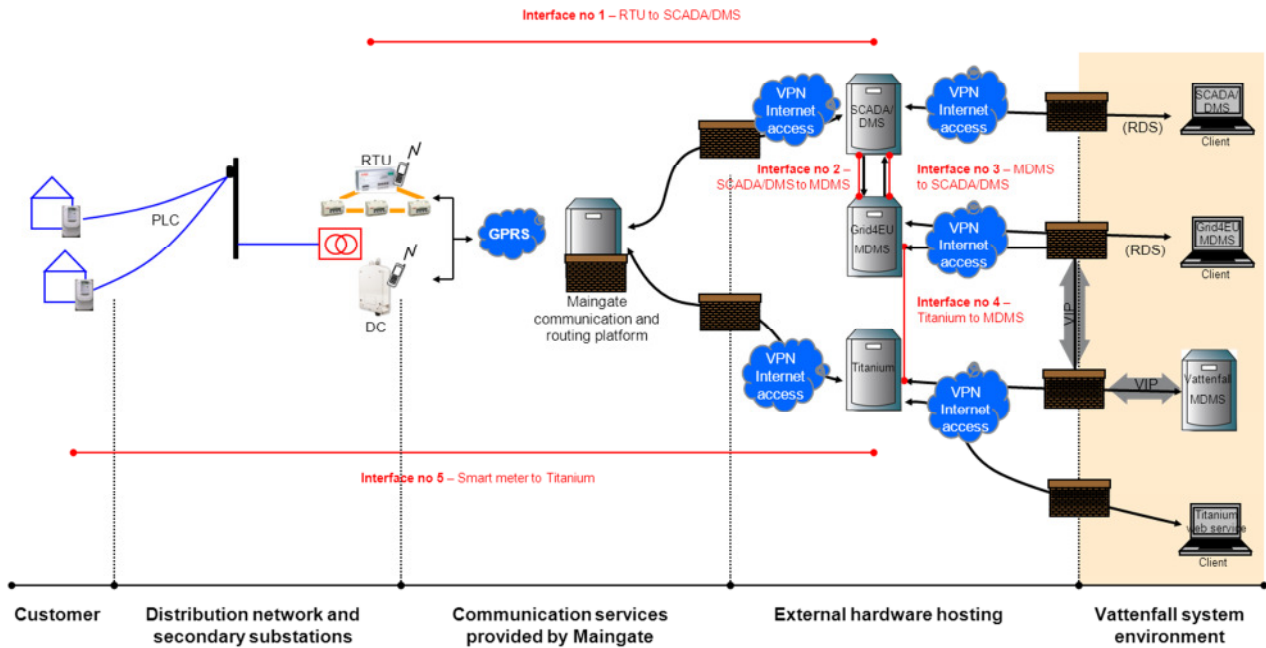 Interface no 1 – RTU to SCADA/DMS
VPN
Internet
access
SCADA/
DMS
VPN
Internet
access
(RDS)
SCADA/
DMS
Client
RTU
PLC
GPRS
DC
Maingate
communication and
routing platform
Interface no 2 –
SCADA/DMS to MDMS
Interface no 3 – MDMS
to SCADA/DMS
Grid4EU
MDMS
VPN
Internet
access
(RDS)
Grid4EU
MDMS
Client
Interface no 4 –
Titanium to MDMS
VIP
VPN
Internet
access
Titanium
VPN
Internet
access
VIP
Vattenfall
MDMS
Interface no 5 – Smart meter to Titanium
Titanium
web service
Client
Customer
Distribution network and
secondary substations
Communication services
provided by Maingate
External hardware hosting
Vattenfall system
environment